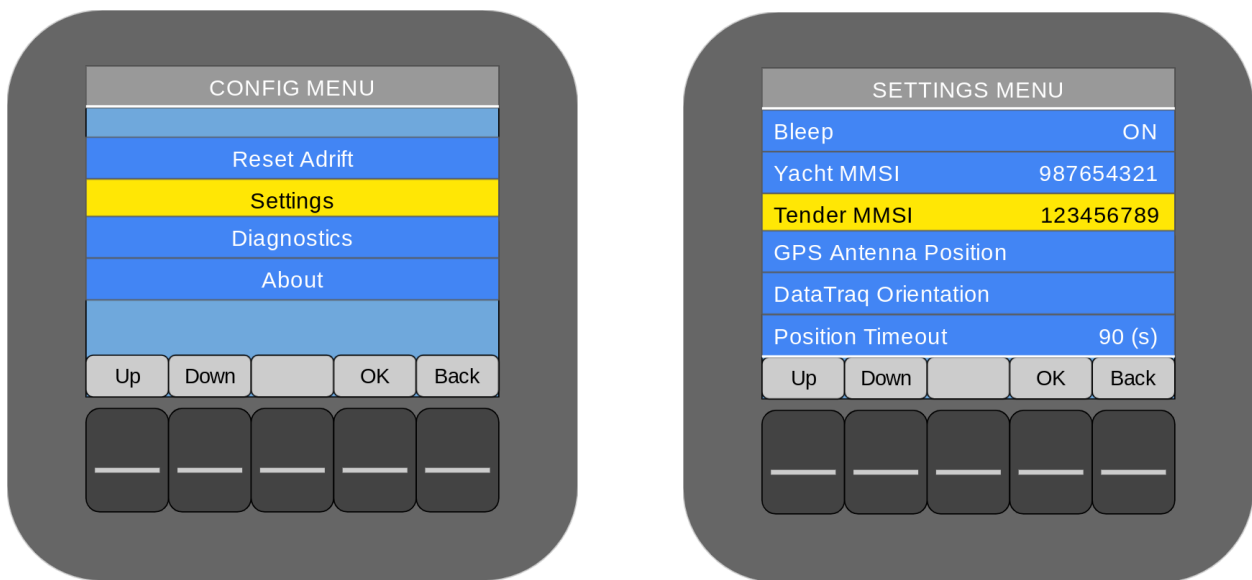 CONFIG MENU
Reset Adrift
Settings
Diagnostics
About
Up Down OK Back
SETTINGS MENU
Bleep ON
Yacht MMSI 987654321
Tender MMSI 123456789
GPS Antenna Position
DataTraq Orientation
Position Timeout 90 (s)
Up Down OK Back